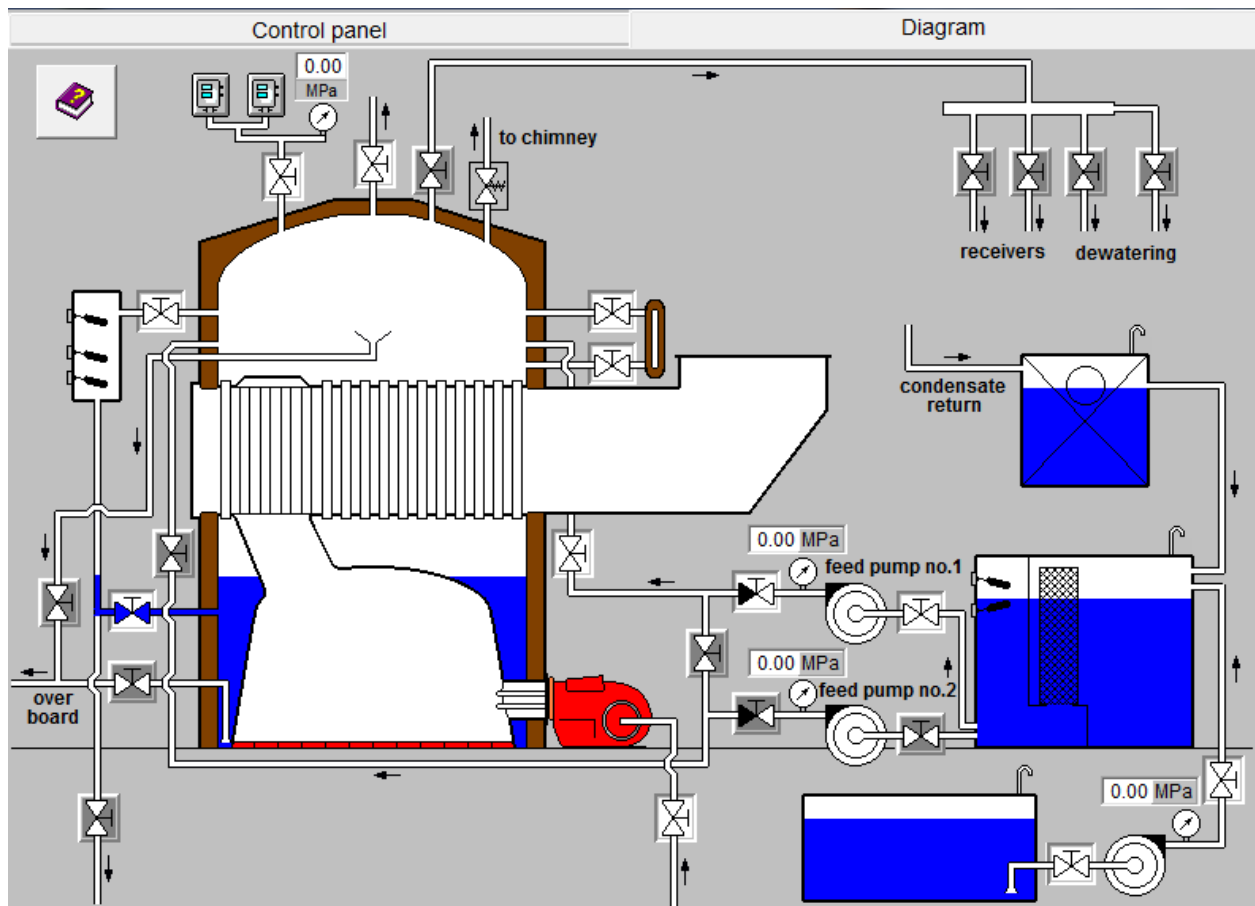 Control panel
Diagram
?
0.00
MPa
to chimney
receivers
dewatering
condensate
return
0.00 MPa
feed pump no.1
0.00 MPa
feed pump no.2
over
board
0.00 MPa